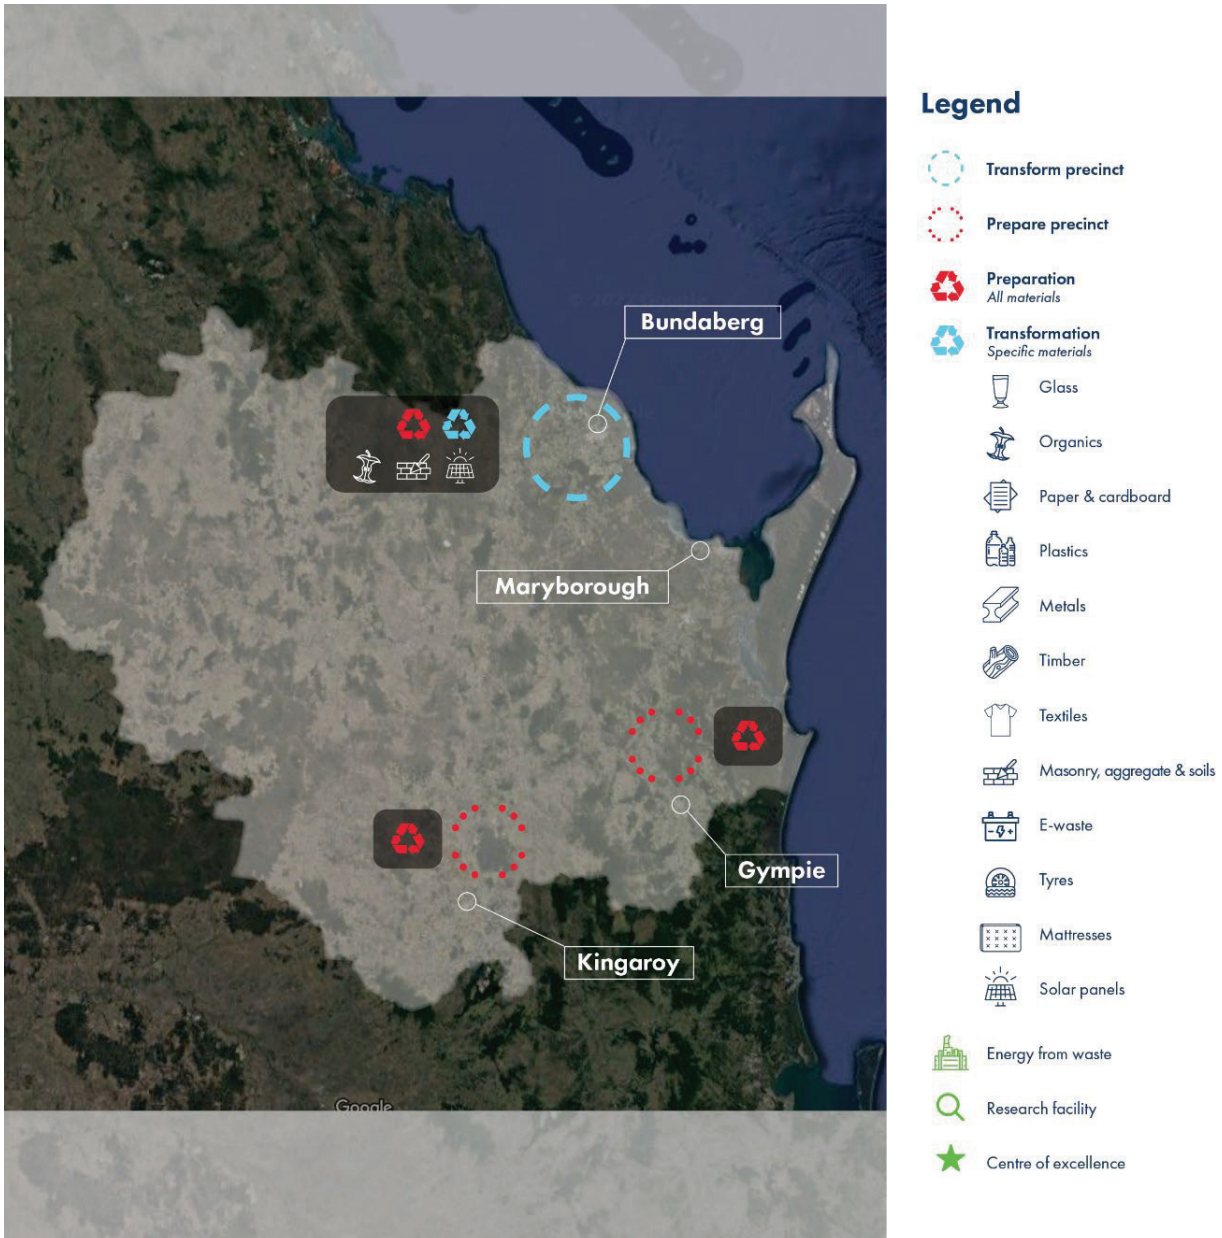 Legend
Transform precinct
Prepare precinct
Preparation
All materials
Transformation
Specific materials
Glass
Organics
Paper & cardboard
Plastics
Metals
Timber
Textiles
Masonry, aggregate & soils
E-waste
Tyres
Mattresses
Solar panels
Energy from waste
Research facility
Centre of excellence
Bundaberg
Maryborough
Gympie
Kingaroy
Google